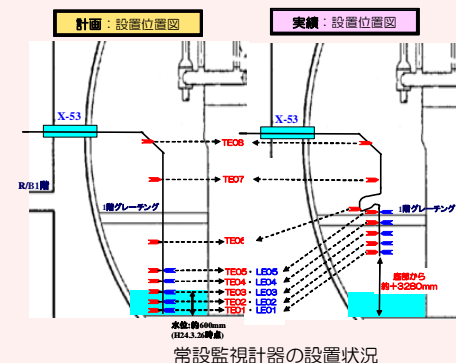 計画：設置位置図
実績：設置位置図
X-53
X-53
TE08
TE07
R/B1階
1階グレーチング
1階グレーチング
TE06
TE05・LE05
TE04・LE04
TE03・LE03
TE02・LE02
TE01・LE01
底部から
約+3280mm
水位:約600mm
(H24.3.26時点)
常設監視計器の設置状況